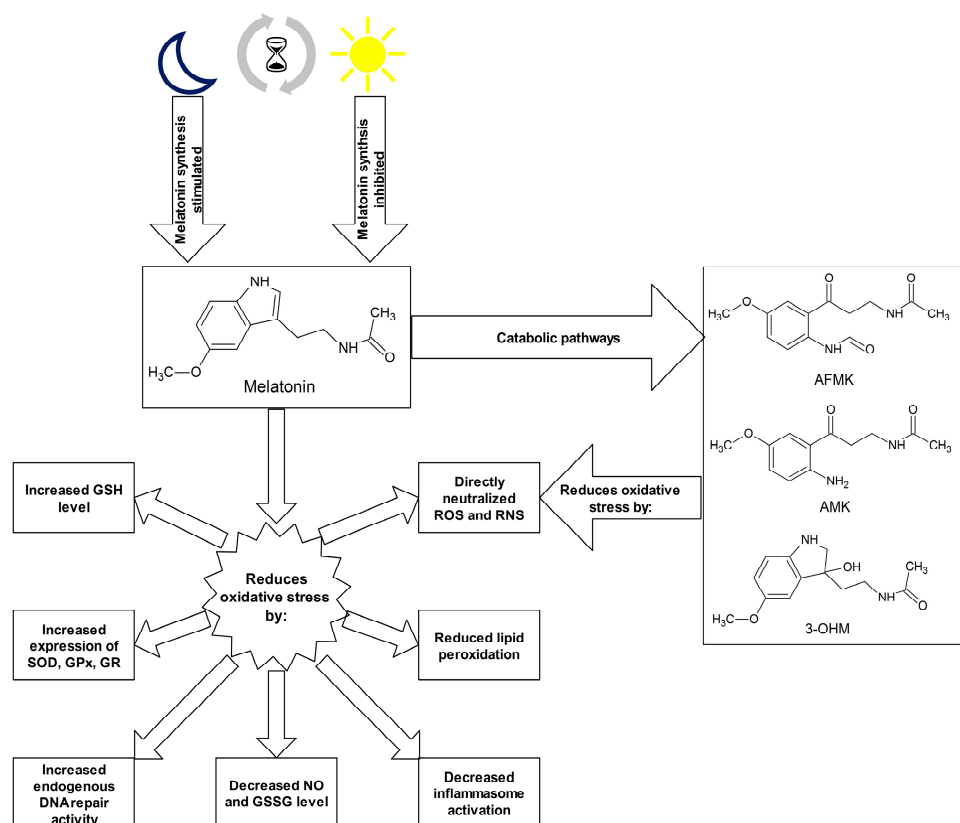 Melatonin synthesis
stimulated
Melatonin synthsis
inhibited
NH
CH₃
NH
O
H₃C—O
Melatonin
Catabolic pathways
O
O
H₃C
O
NH
CH₃
NH
O
AFMK
O
O
H₃C
O
NH
CH₃
NH₂
AMK
NH
OH
CH₃
NH
O
H₃C
O
3-OHM
Increased GSH
level
Directly
neutralized
ROS and RNS
Reduces oxidative
stress by:
Reduces
oxidative stress
by:
Increased
expression of
SOD, GPx, GR
Reduced lipid
peroxidation
Increased
endogenous
DNA repair
activity
Decreased NO
and GSSG level
Decreased
inflammasome
activation